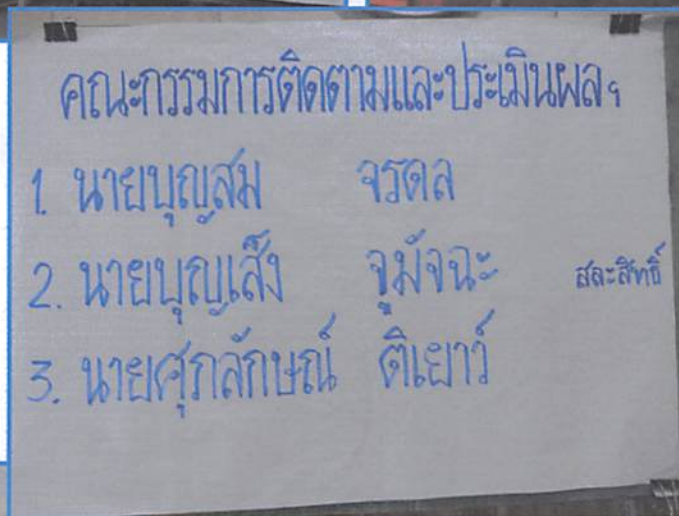 คณะกรรมการติดตามและประเมินผลฯ
1. นายบุญสม จรดล
2. นายบุญเส็ง จูมัจฉะ สละสิทธิ์
3. นายศุภลักษณ์ ติเยาว์